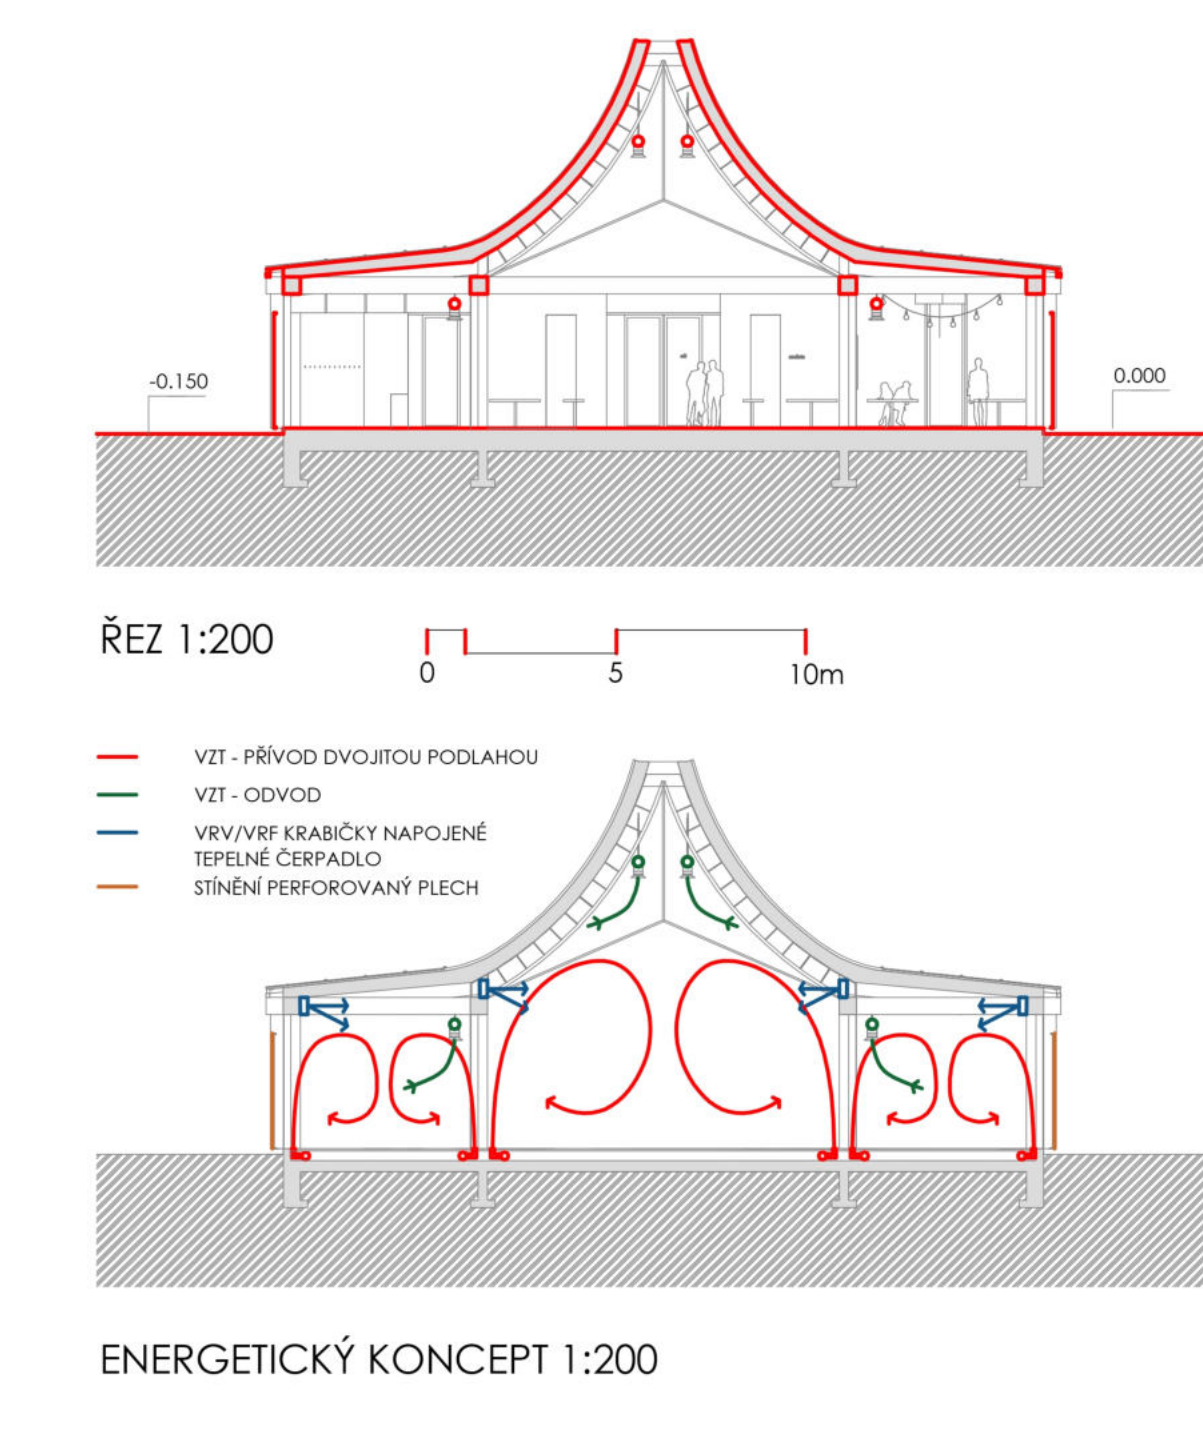 -0.150
0.000
ŘEZ 1:200
0 5 10m
VZT - PŘÍVOD DVOJITOU PODLAHOU
VZT - ODVOD
VRV/VRF KRABIČKY NAPOJENÉ
TEPELNÉ ČERPADLO
STÍNĚNÍ PERFOROVANÝ PLECH
ENERGETICKÝ KONCEPT 1:200